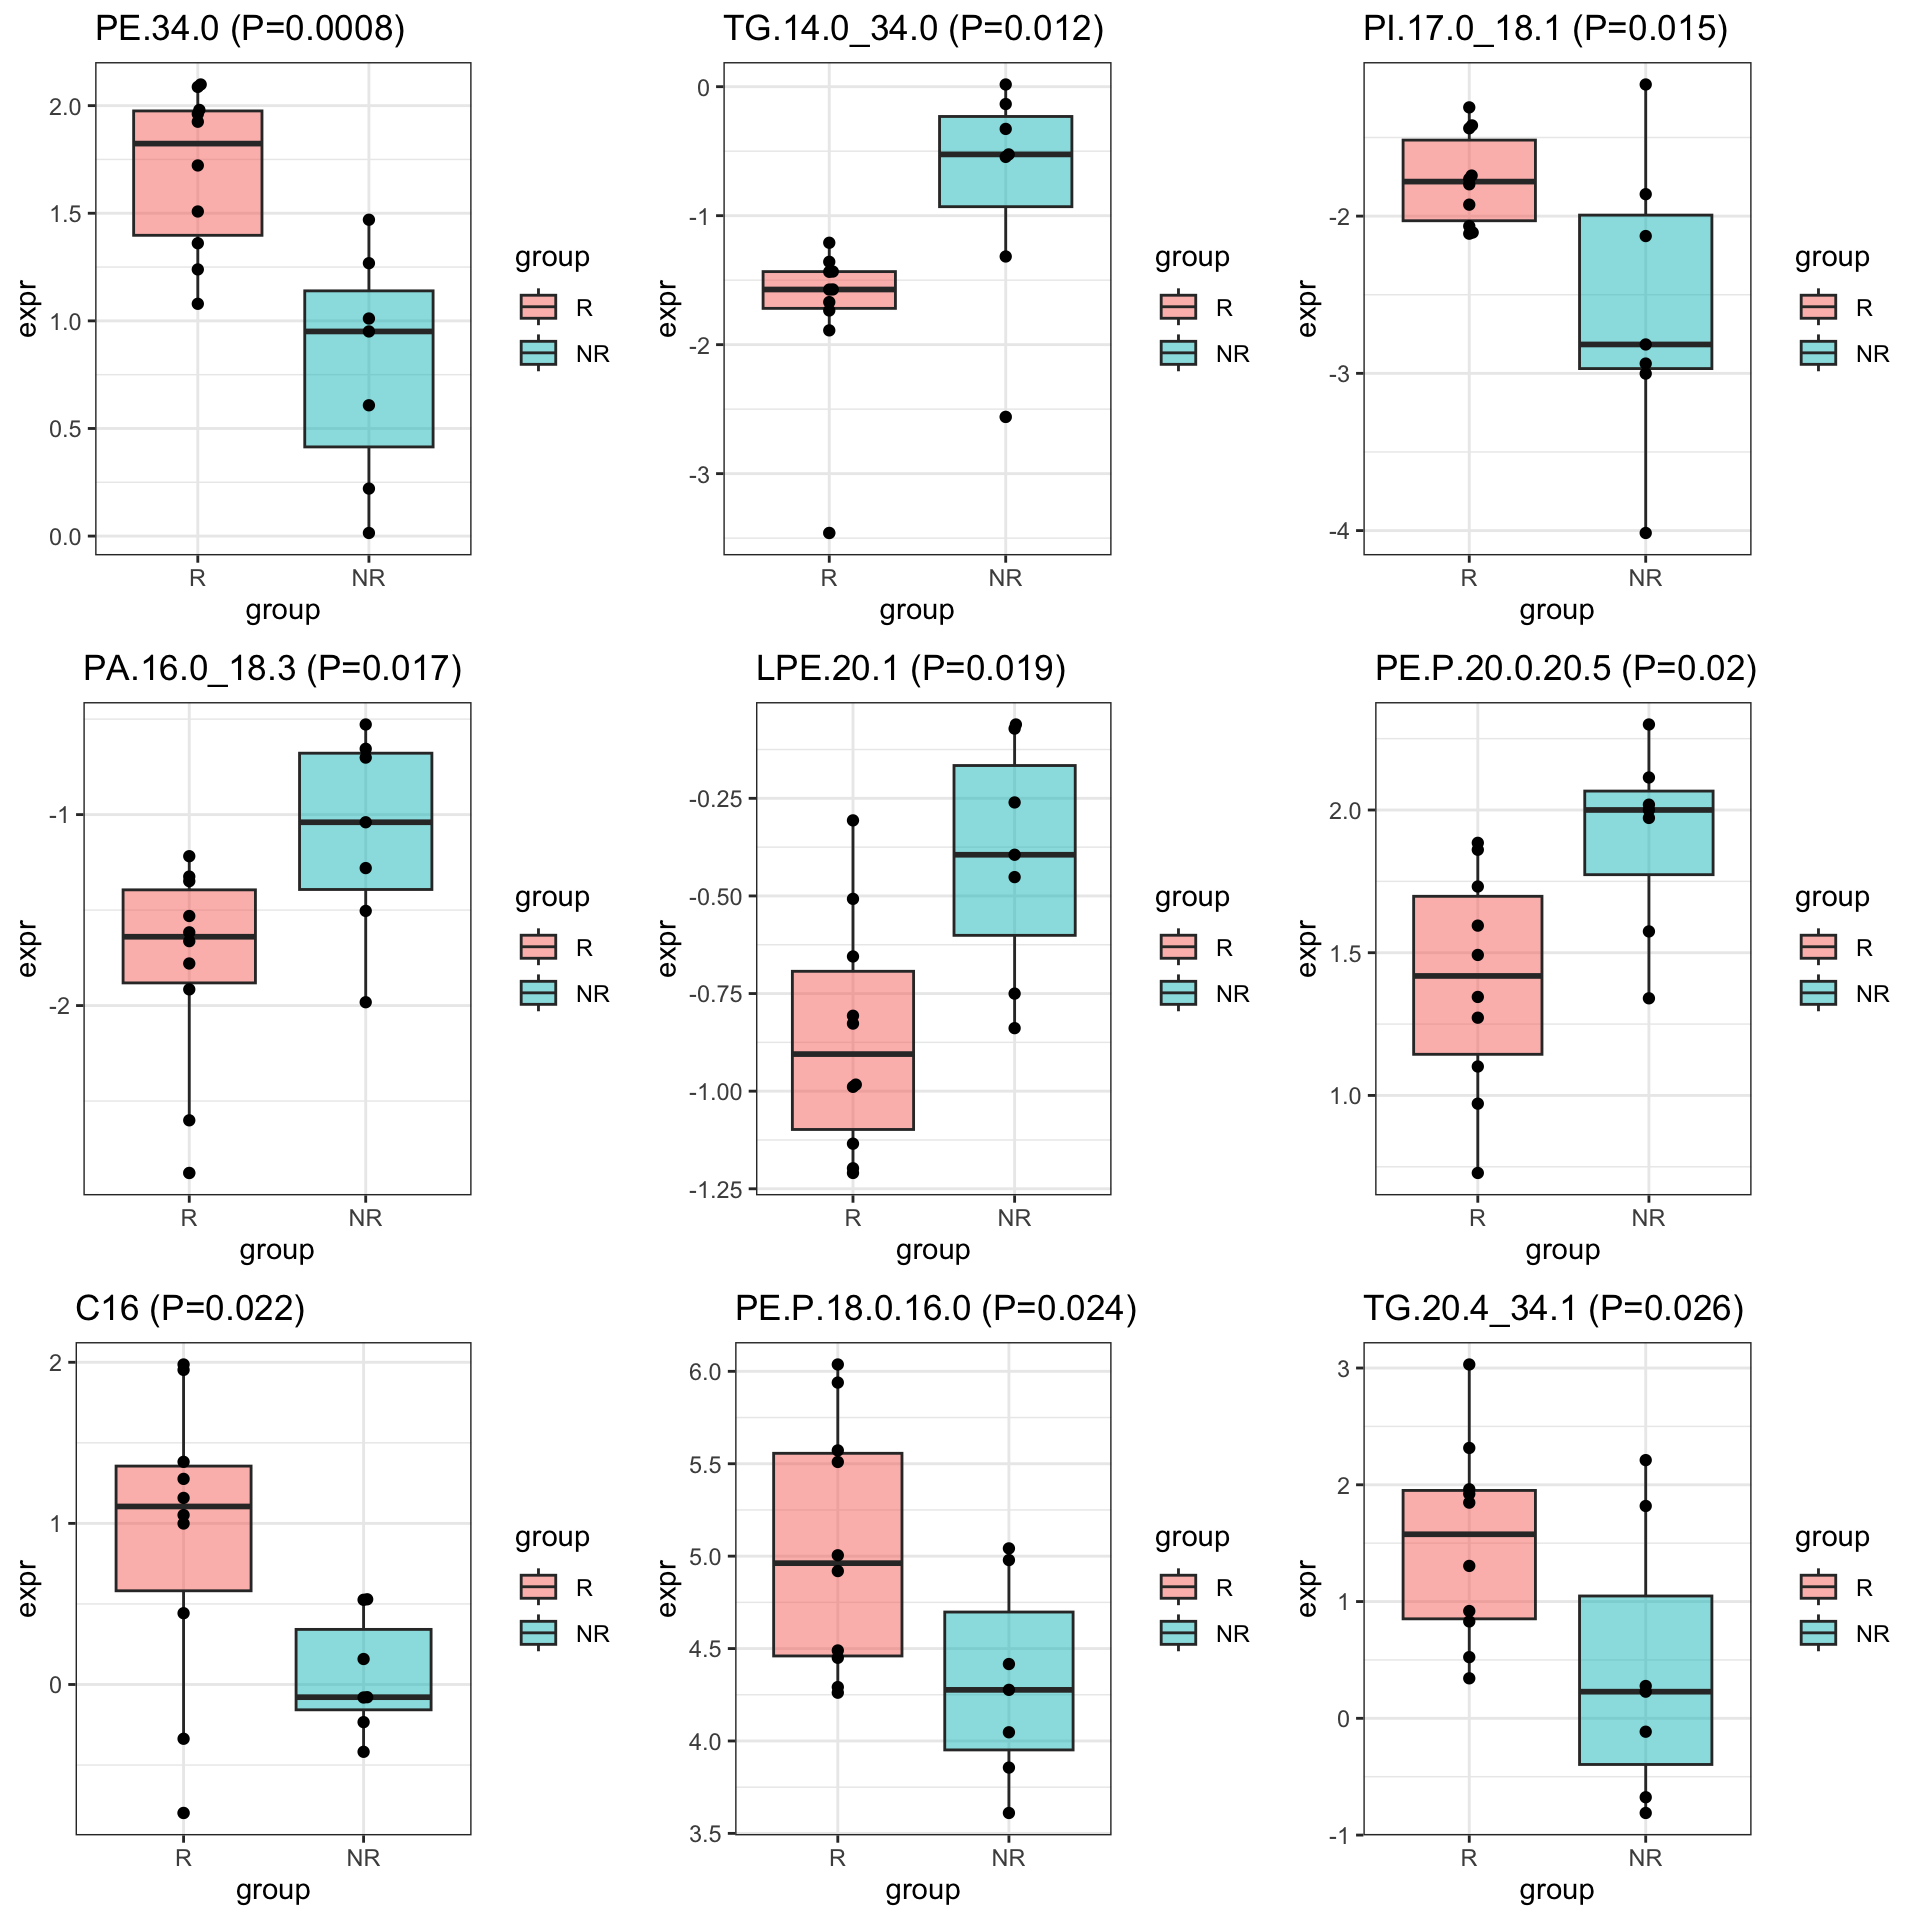 PE.34.0 (P=0.0008)
2.0
1.5
1.0
0.5
0.0
expr
R
NR
group
group
R
NR
TG.14.0_34.0 (P=0.012)
0
-1
-2
-3
expr
R
NR
group
group
R
NR
PI.17.0_18.1 (P=0.015)
-2
-3
-4
expr
R
NR
group
group
R
NR
PA.16.0_18.3 (P=0.017)
-1
-2
expr
R
NR
group
group
R
NR
LPE.20.1 (P=0.019)
-0.25
-0.50
-0.75
-1.00
-1.25
expr
R
NR
group
group
R
NR
PE.P.20.0.20.5 (P=0.02)
2.0
1.5
1.0
expr
R
NR
group
group
R
NR
C16 (P=0.022)
2
1
0
expr
R
NR
group
group
R
NR
PE.P.18.0.16.0 (P=0.024)
6.0
5.5
5.0
4.5
4.0
3.5
expr
R
NR
group
group
R
NR
TG.20.4_34.1 (P=0.026)
3
2
1
0
-1
expr
R
NR
group
group
R
NR